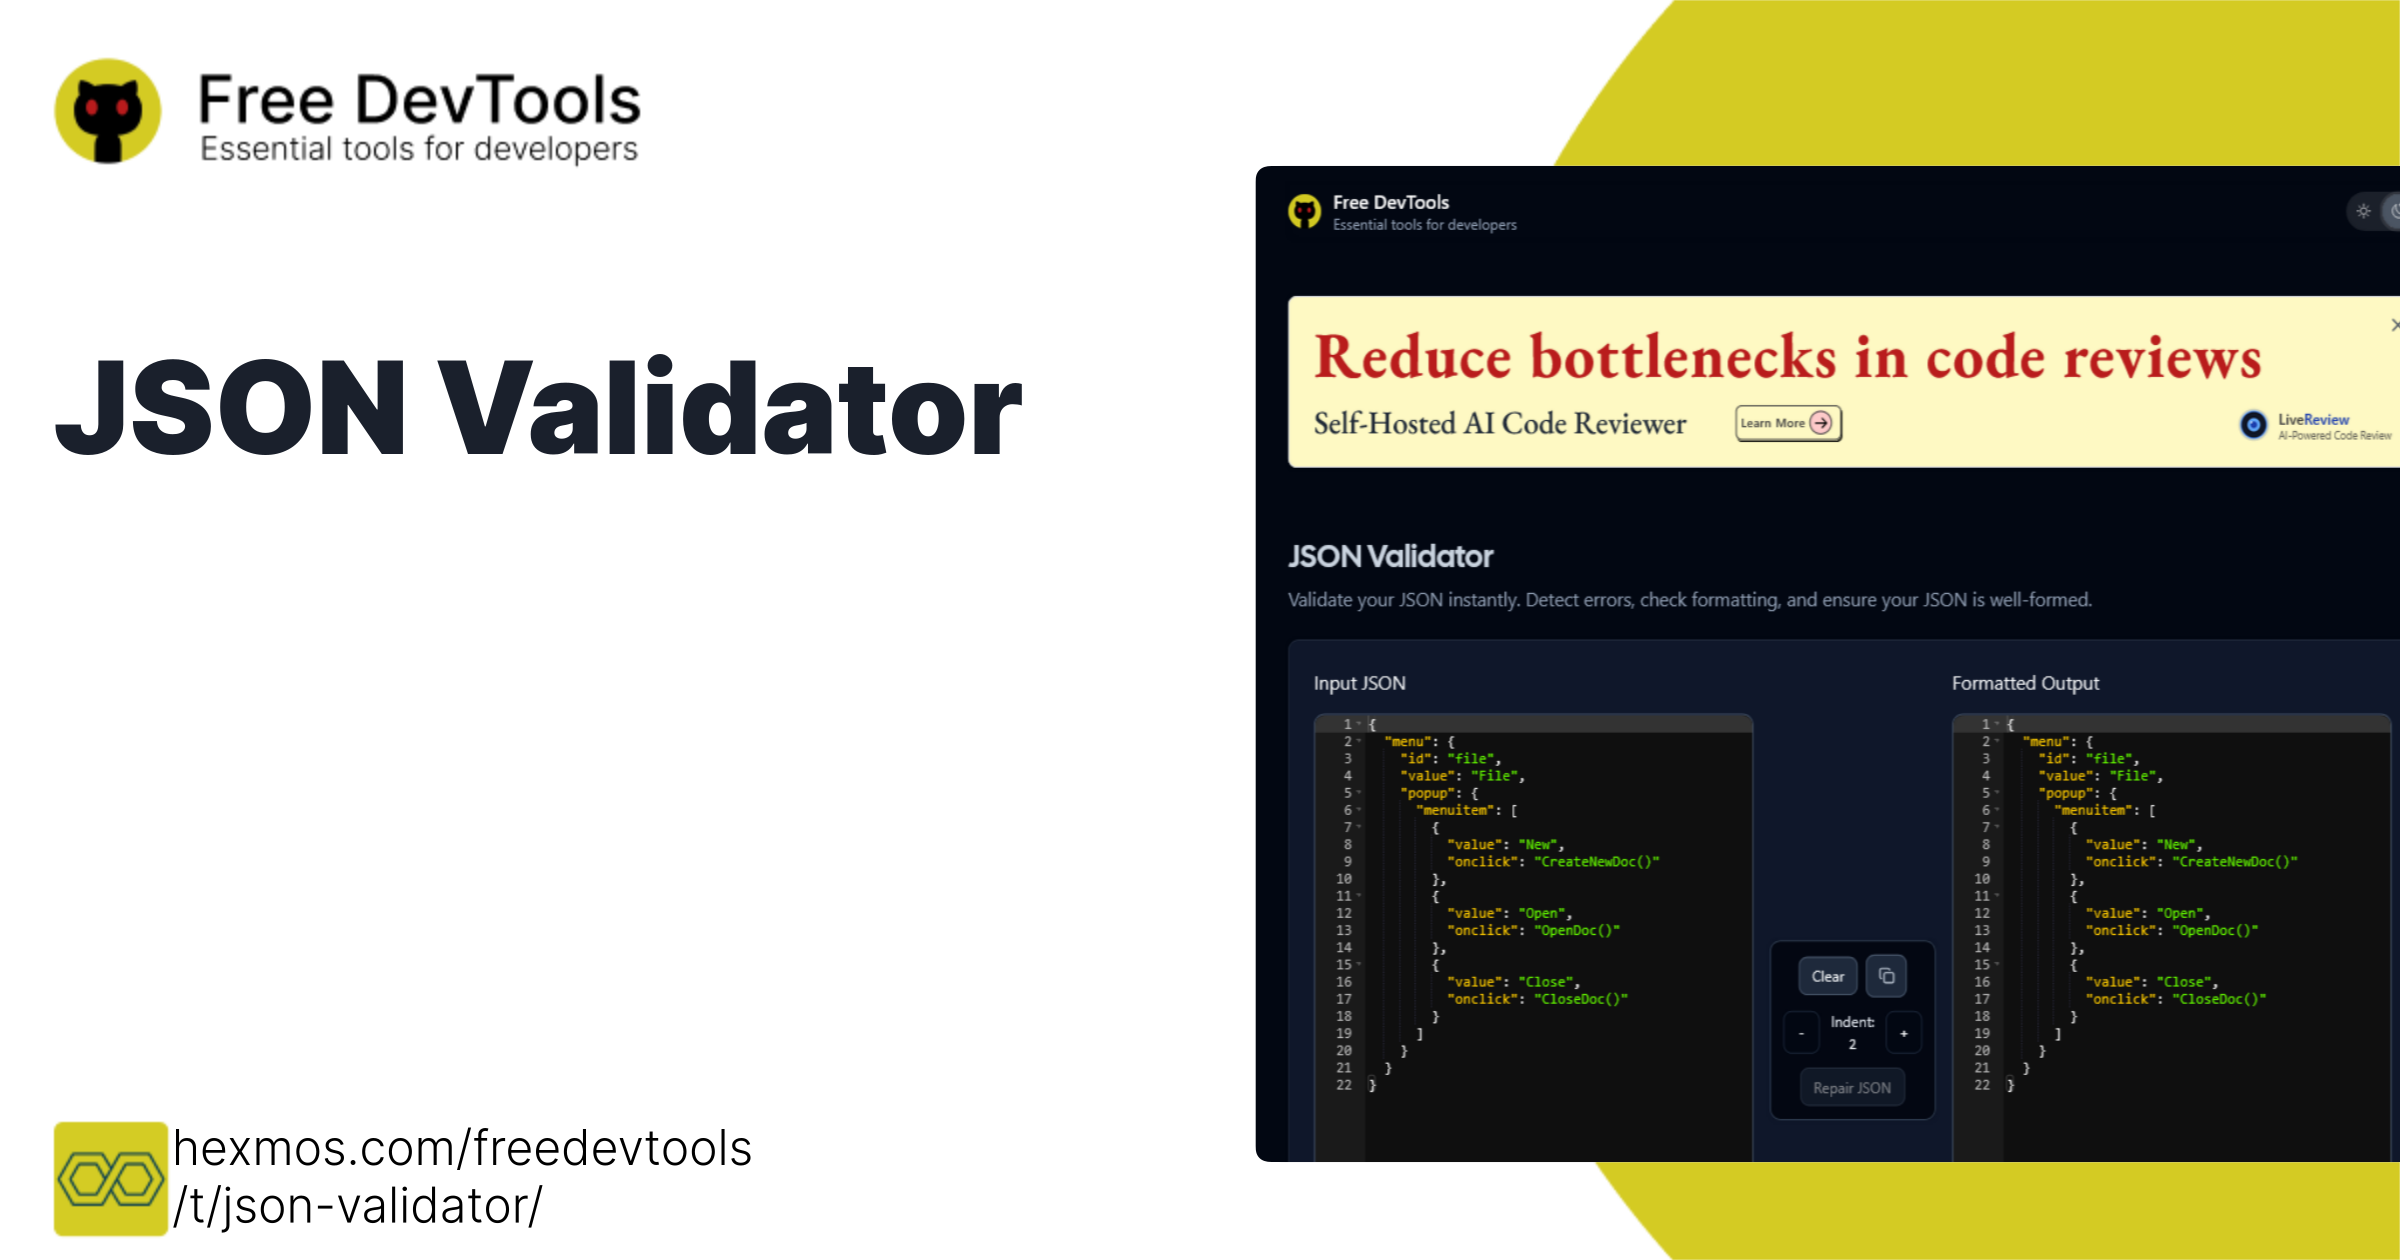 Free DevTools
Essential tools for developers
JSON Validator
hexmos.com/freedevtools
/t/json-validator/
Free DevTools
Essential tools for developers
Reduce bottlenecks in code reviews
Self-Hosted AI Code Reviewer
Learn More
LiveReview
AI-Powered Code Review
JSON Validator
Validate your JSON instantly. Detect errors, check formatting, and ensure your JSON is well-formed.
Input JSON
1 {
2 "menu": {
3 "id": "file",
4 "value": "File",
5 "popup": {
6 "menuitem": [
7 {
8 "value": "New",
9 "onclick": "CreateNewDoc()"
10 },
11 {
12 "value": "Open",
13 "onclick": "OpenDoc()"
14 },
15 {
16 "value": "Close",
17 "onclick": "CloseDoc()"
18 }
19 ]
20 }
21 }
22 }
Clear
- Indent: +
2
Repair JSON
Formatted Output
1 {
2 "menu": {
3 "id": "file",
4 "value": "File",
5 "popup": {
6 "menuitem": [
7 {
8 "value": "New",
9 "onclick": "CreateNewDoc()"
10 },
11 {
12 "value": "Open",
13 "onclick": "OpenDoc()"
14 },
15 {
16 "value": "Close",
17 "onclick": "CloseDoc()"
18 }
19 ]
20 }
21 }
22 }